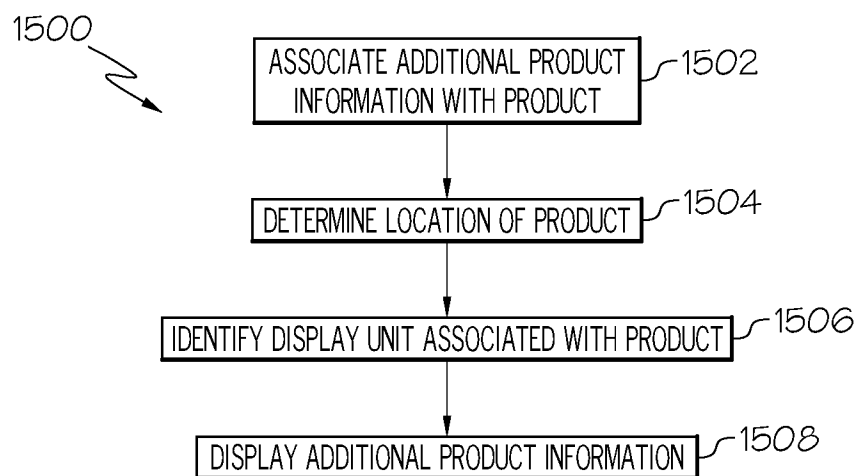 1500
ASSOCIATE ADDITIONAL PRODUCT
INFORMATION WITH PRODUCT
1502
DETERMINE LOCATION OF PRODUCT
1504
IDENTIFY DISPLAY UNIT ASSOCIATED WITH PRODUCT
1506
DISPLAY ADDITIONAL PRODUCT INFORMATION
1508